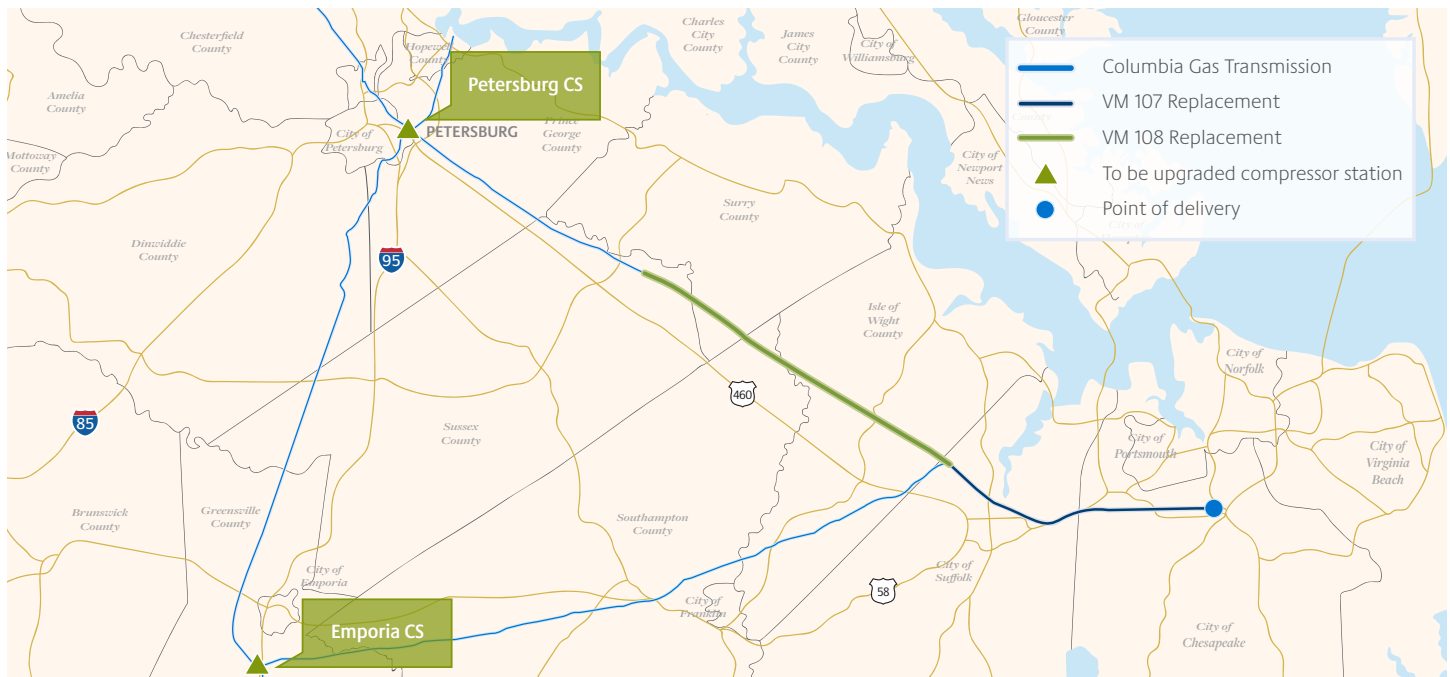 Chesterfield
County
Amelia
County
Mottoway
County
Hopewell
County
Petersburg CS
PETERSBURG
City of
Petersburg
Prince
George
County
Charles
City
County
James
City
County
City of
Williamsburg
Gloucester
County
Columbia Gas Transmission
VM 107 Replacement
VM 108 Replacement
To be upgraded compressor station
Point of delivery
City of
Newport
News
City of
Surry
County
Dinwiddie
County
95
Isle of
Wight
County
City of
Norfolk
460
85
Sussex
County
City of
Portsmouth
City of
Virginia
Beach
Brunswick
County
Greensville
County
Southampton
County
City of
Emporia
City of
Suffolk
58
City of
Franklin
Emporia CS
City of
Chesapeake